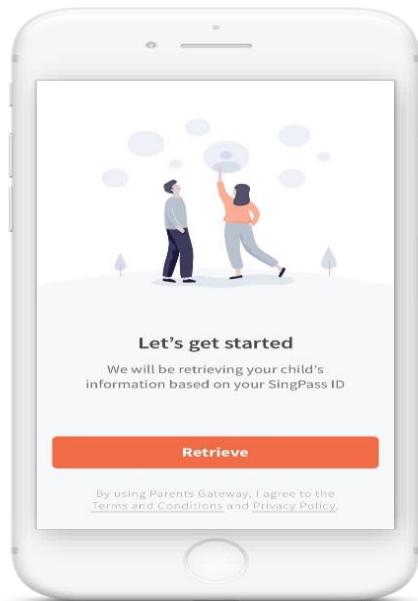 Let's get started
We will be retrieving your child's
information based on your SingPass ID
Retrieve
By using Parents Gateway, I agree to the
Terms and Conditions and Privacy Policy.